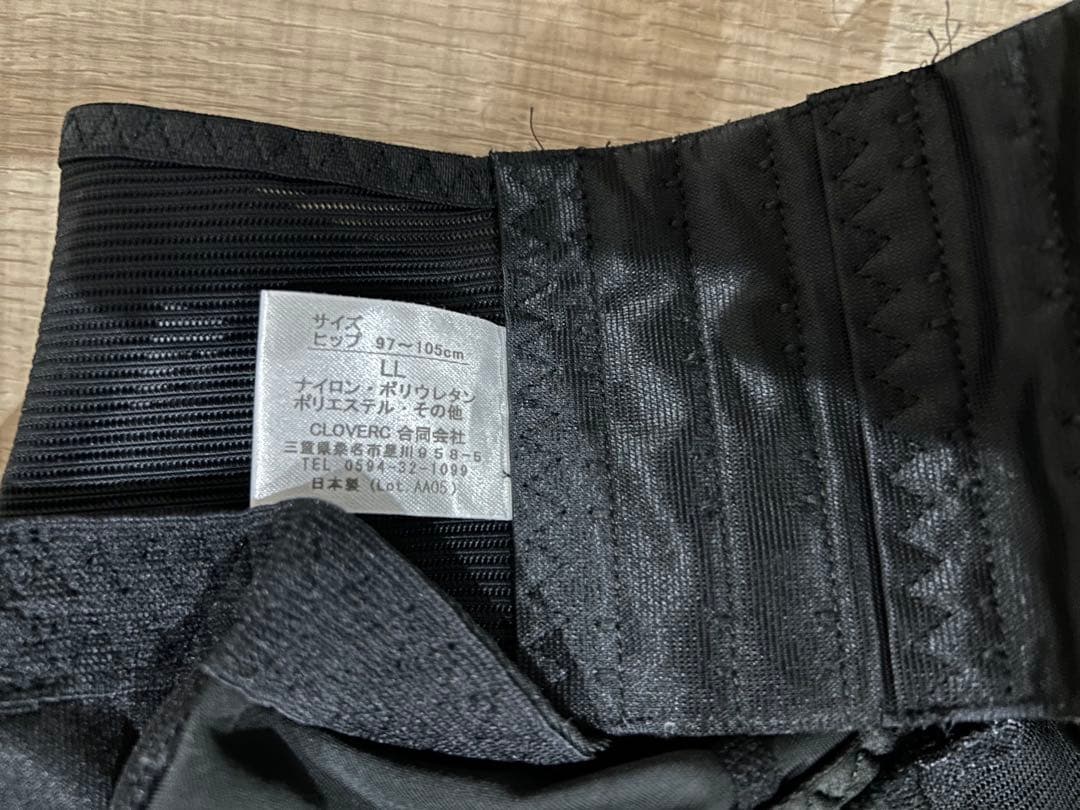 サイズ
ヒップ 97～105cm
LL
ナイロン・ポリウレタン
ポリエステル・その他
CLOVERC 合同会社
三重県桑名市星川958-5
TEL 0594-32-1099
日本製 (Lot.AA05)